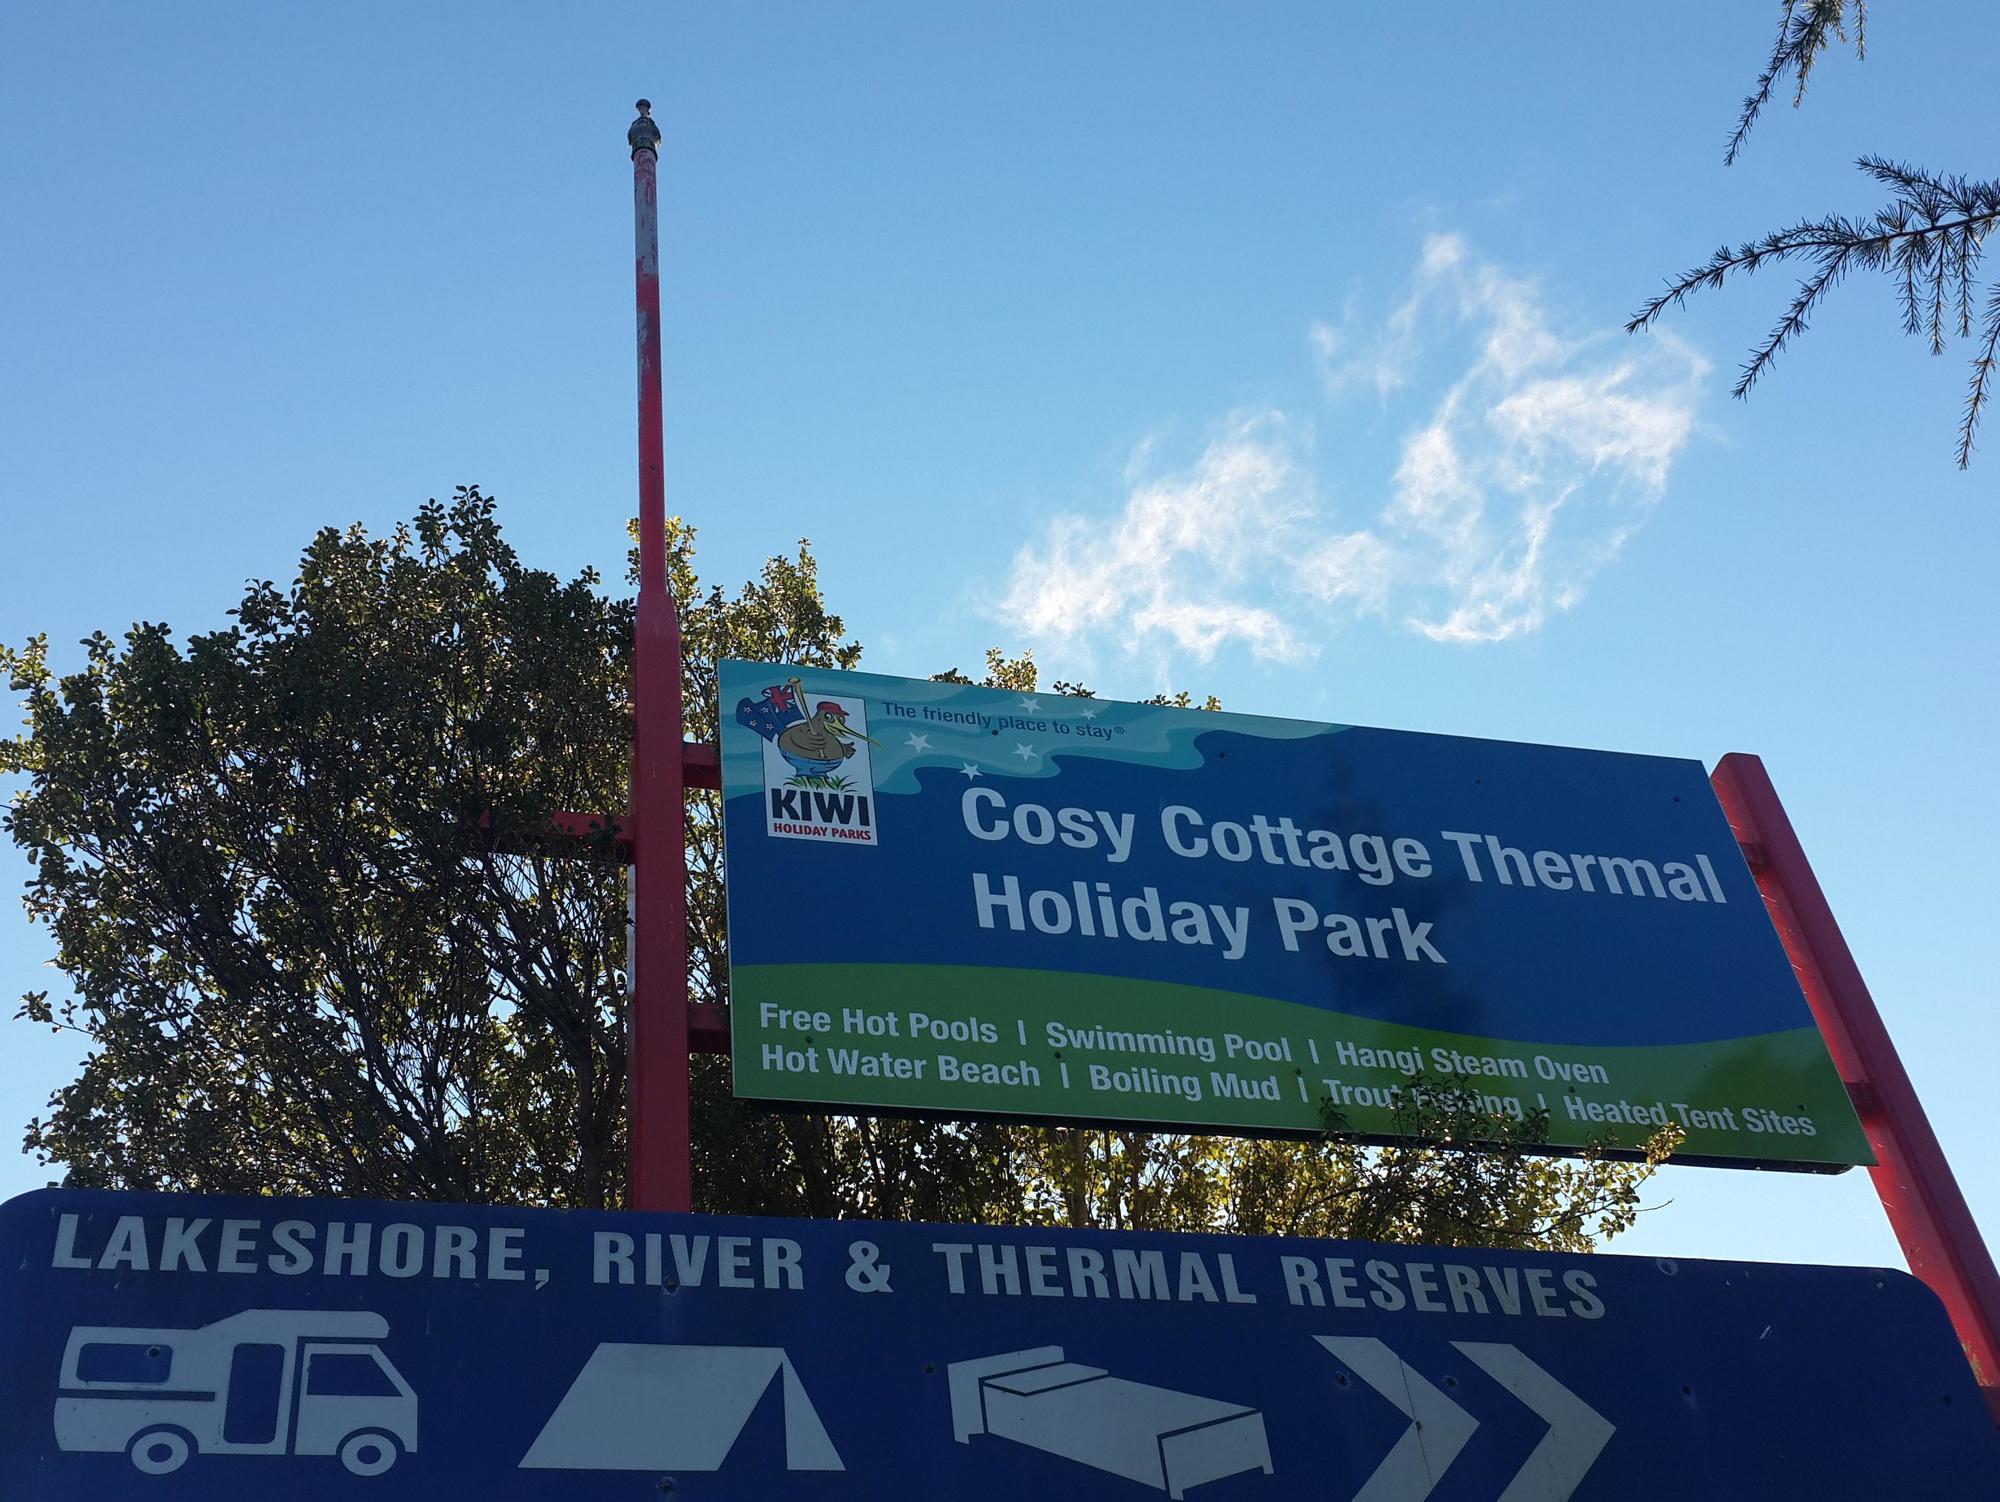 The friendly place to stay®
KIWI
HOLIDAY PARKS
Cosy Cottage Thermal
Holiday Park
Free Hot Pools | Swimming Pool | Hangi Steam Oven
Hot Water Beach | Boiling Mud | Trout Fishing | Heated Tent Sites
LAKESHORE, RIVER & THERMAL RESERVES